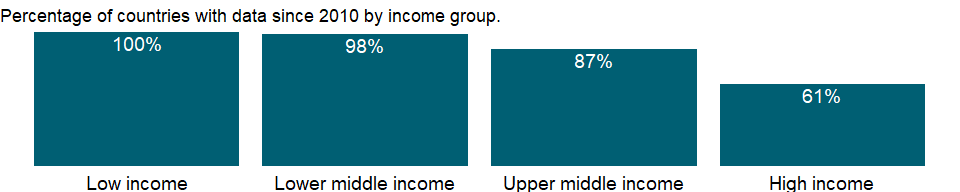 Percentage of countries with data since 2010 by income group.
100%
98%
87%
61%
Low income
Lower middle income
Upper middle income
High income